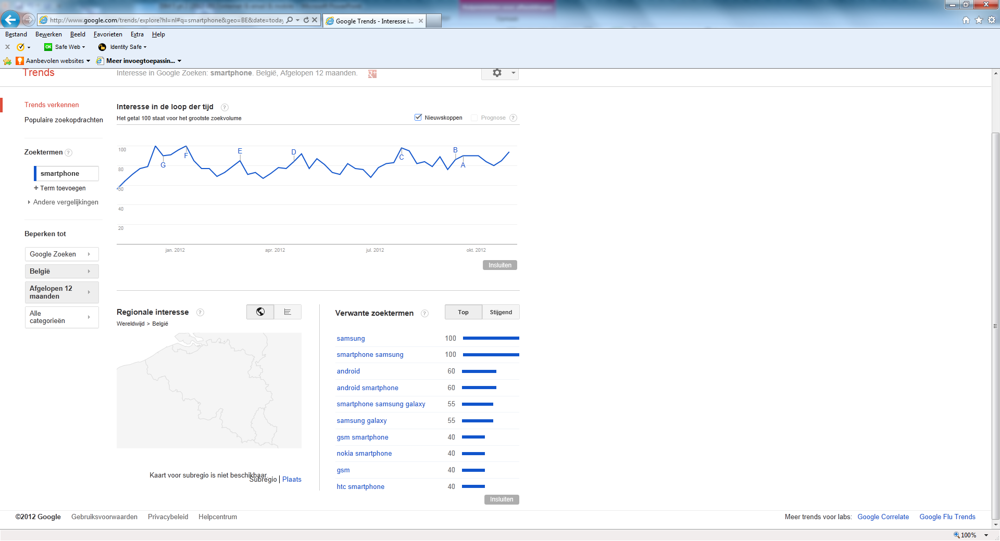 http://www.google.com/trends/explore?hl=nl#q=smartphone&geo=BE&date=today
Google Trends - Interesse i...
Bestand Bewerken Beeld Favorieten Extra Help
OK Safe Web Identity Safe
Aanbevolen websites Meer invoegtoepassin...
Trends
Interesse in Google Zoeken: smartphone. België, Afgelopen 12 maanden.
Trends verkennen
Populaire zoekopdrachten
Zoektermen ?
smartphone
+ Term toevoegen
Andere vergelijkingen
Beperken tot
Google Zoeken
België
Afgelopen 12
maanden
Alle
categorieën
Interesse in de loop der tijd ?
Het getal 100 staat voor het grootste zoekvolume
Nieuwskoppen Prognose ?
100
80
60
40
20
G F E D C B A
jan. 2012 apr. 2012 jul. 2012 okt. 2012
Insluiten
Regionale interesse ?
Wereldwijd > België
Kaart voor subregio is niet beschikbaar.
Subregio | Plaats
Verwante zoektermen ?
Top Stijgend
samsung 100
smartphone samsung 100
android 60
android smartphone 60
smartphone samsung galaxy 55
samsung galaxy 55
gsm smartphone 40
nokia smartphone 40
gsm 40
htc smartphone 40
Insluiten
©2012 Google Gebruiksvoorwaarden Privacybeleid Helpcentrum
Meer trends voor labs: Google Correlate Google Flu Trends
100%